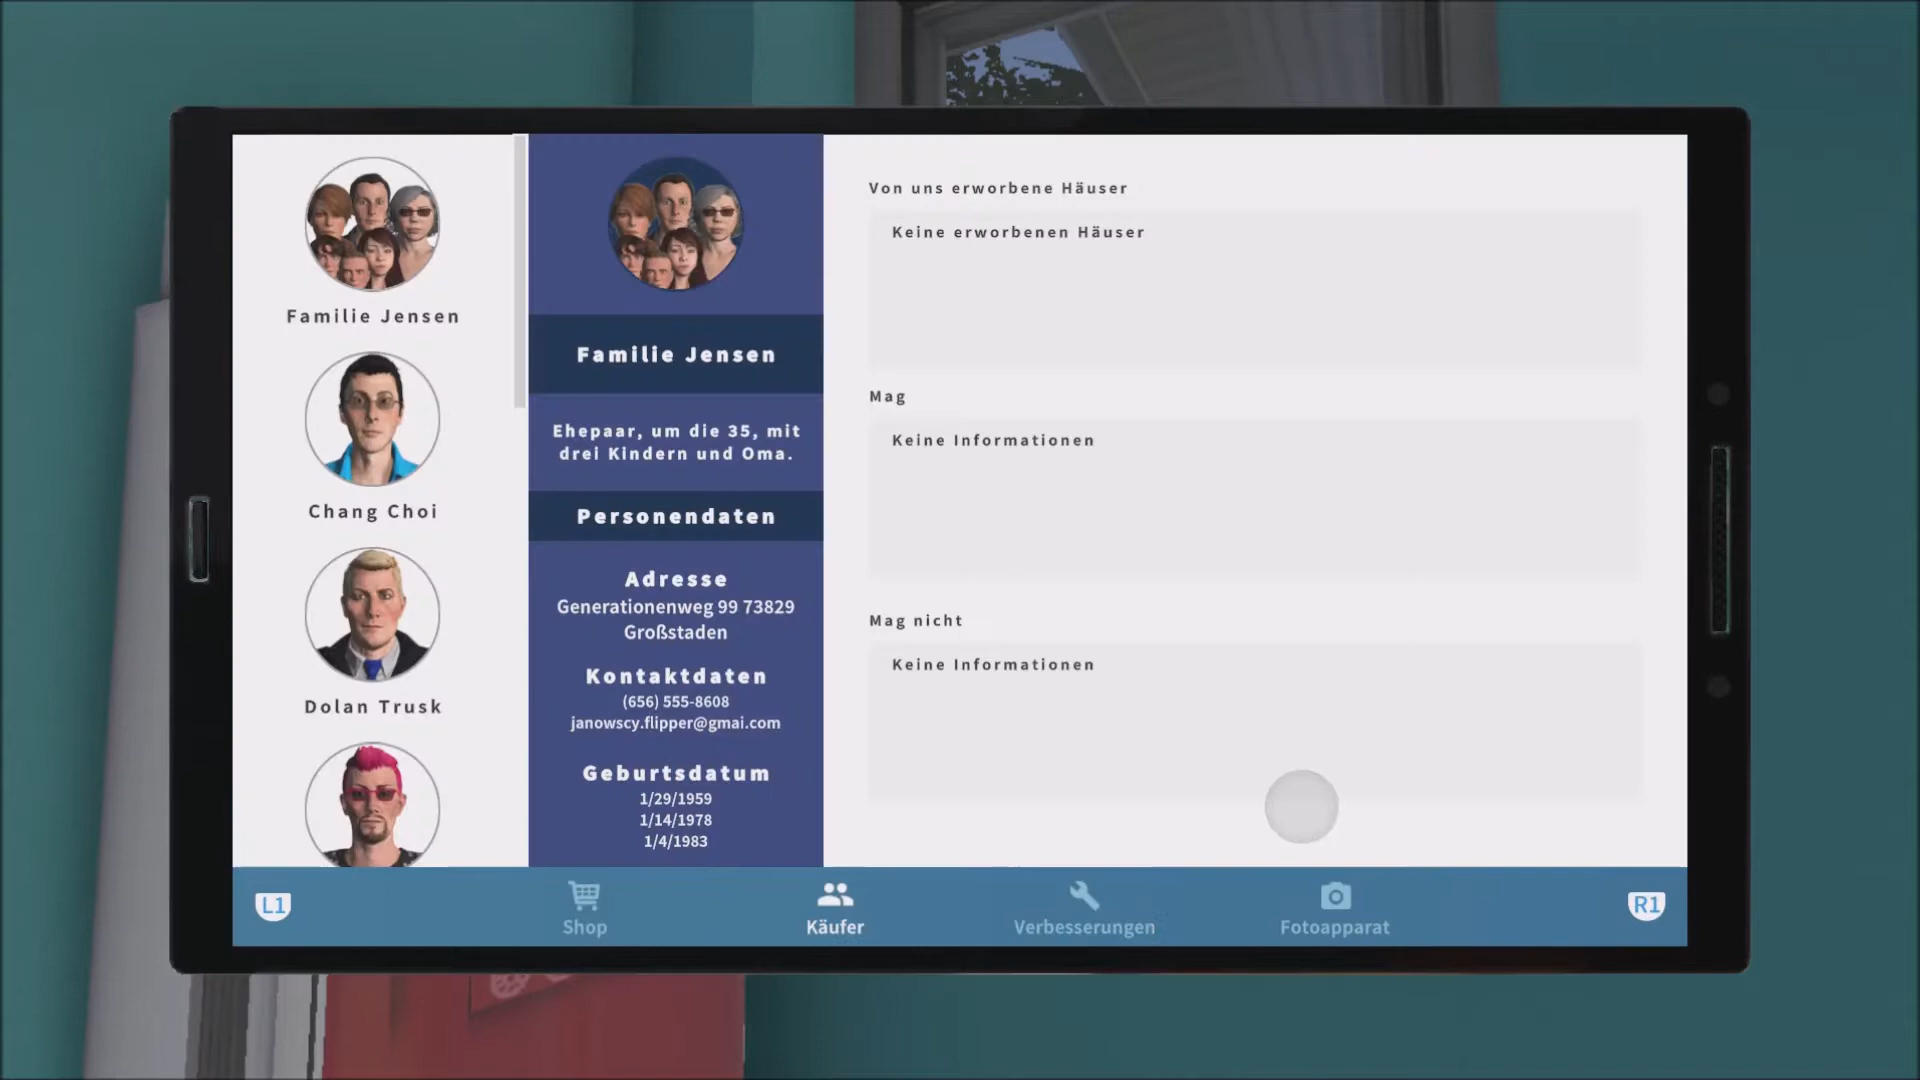 Familie Jensen
Chang Choi
Dolan Trusk
Familie Jensen
Ehepaar, um die 35, mit
drei Kindern und Oma.
Personendaten
Adresse
Generationenweg 99 73829
Großstaden
Kontaktdaten
(656) 555-8608
janowscy.flipper@gmai.com
Geburtsdatum
1/29/1959
1/14/1978
1/4/1983
Von uns erworbene Häuser
Keine erworbenen Häuser
Mag
Keine Informationen
Mag nicht
Keine Informationen
L1
Shop
Käufer
Verbesserungen
Fotoapparat
R1